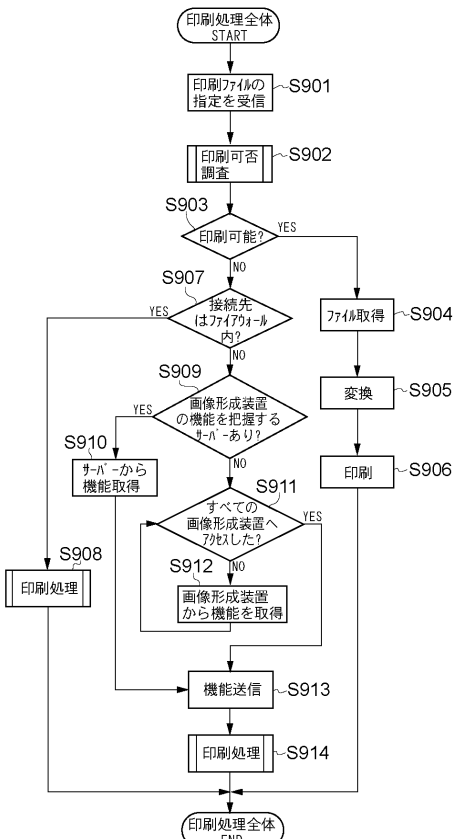 印刷処理全体
START
印刷ファイルの
指定を受信
S901
印刷可否
調査
S902
S903
印刷可能?
YES
NO
S907
接続先
はファイアウォール
内?
YES
NO
ファイル取得
S904
S909
画像形成装置
の機能を把握する
サーバーあり?
YES
NO
変換
S905
S910
サーバーから
機能取得
印刷
S906
S911
すべての
画像形成装置へ
アクセスした?
YES
NO
S908
印刷処理
S912
画像形成装置
から機能を取得
機能送信
S913
印刷処理
S914
印刷処理全体
END